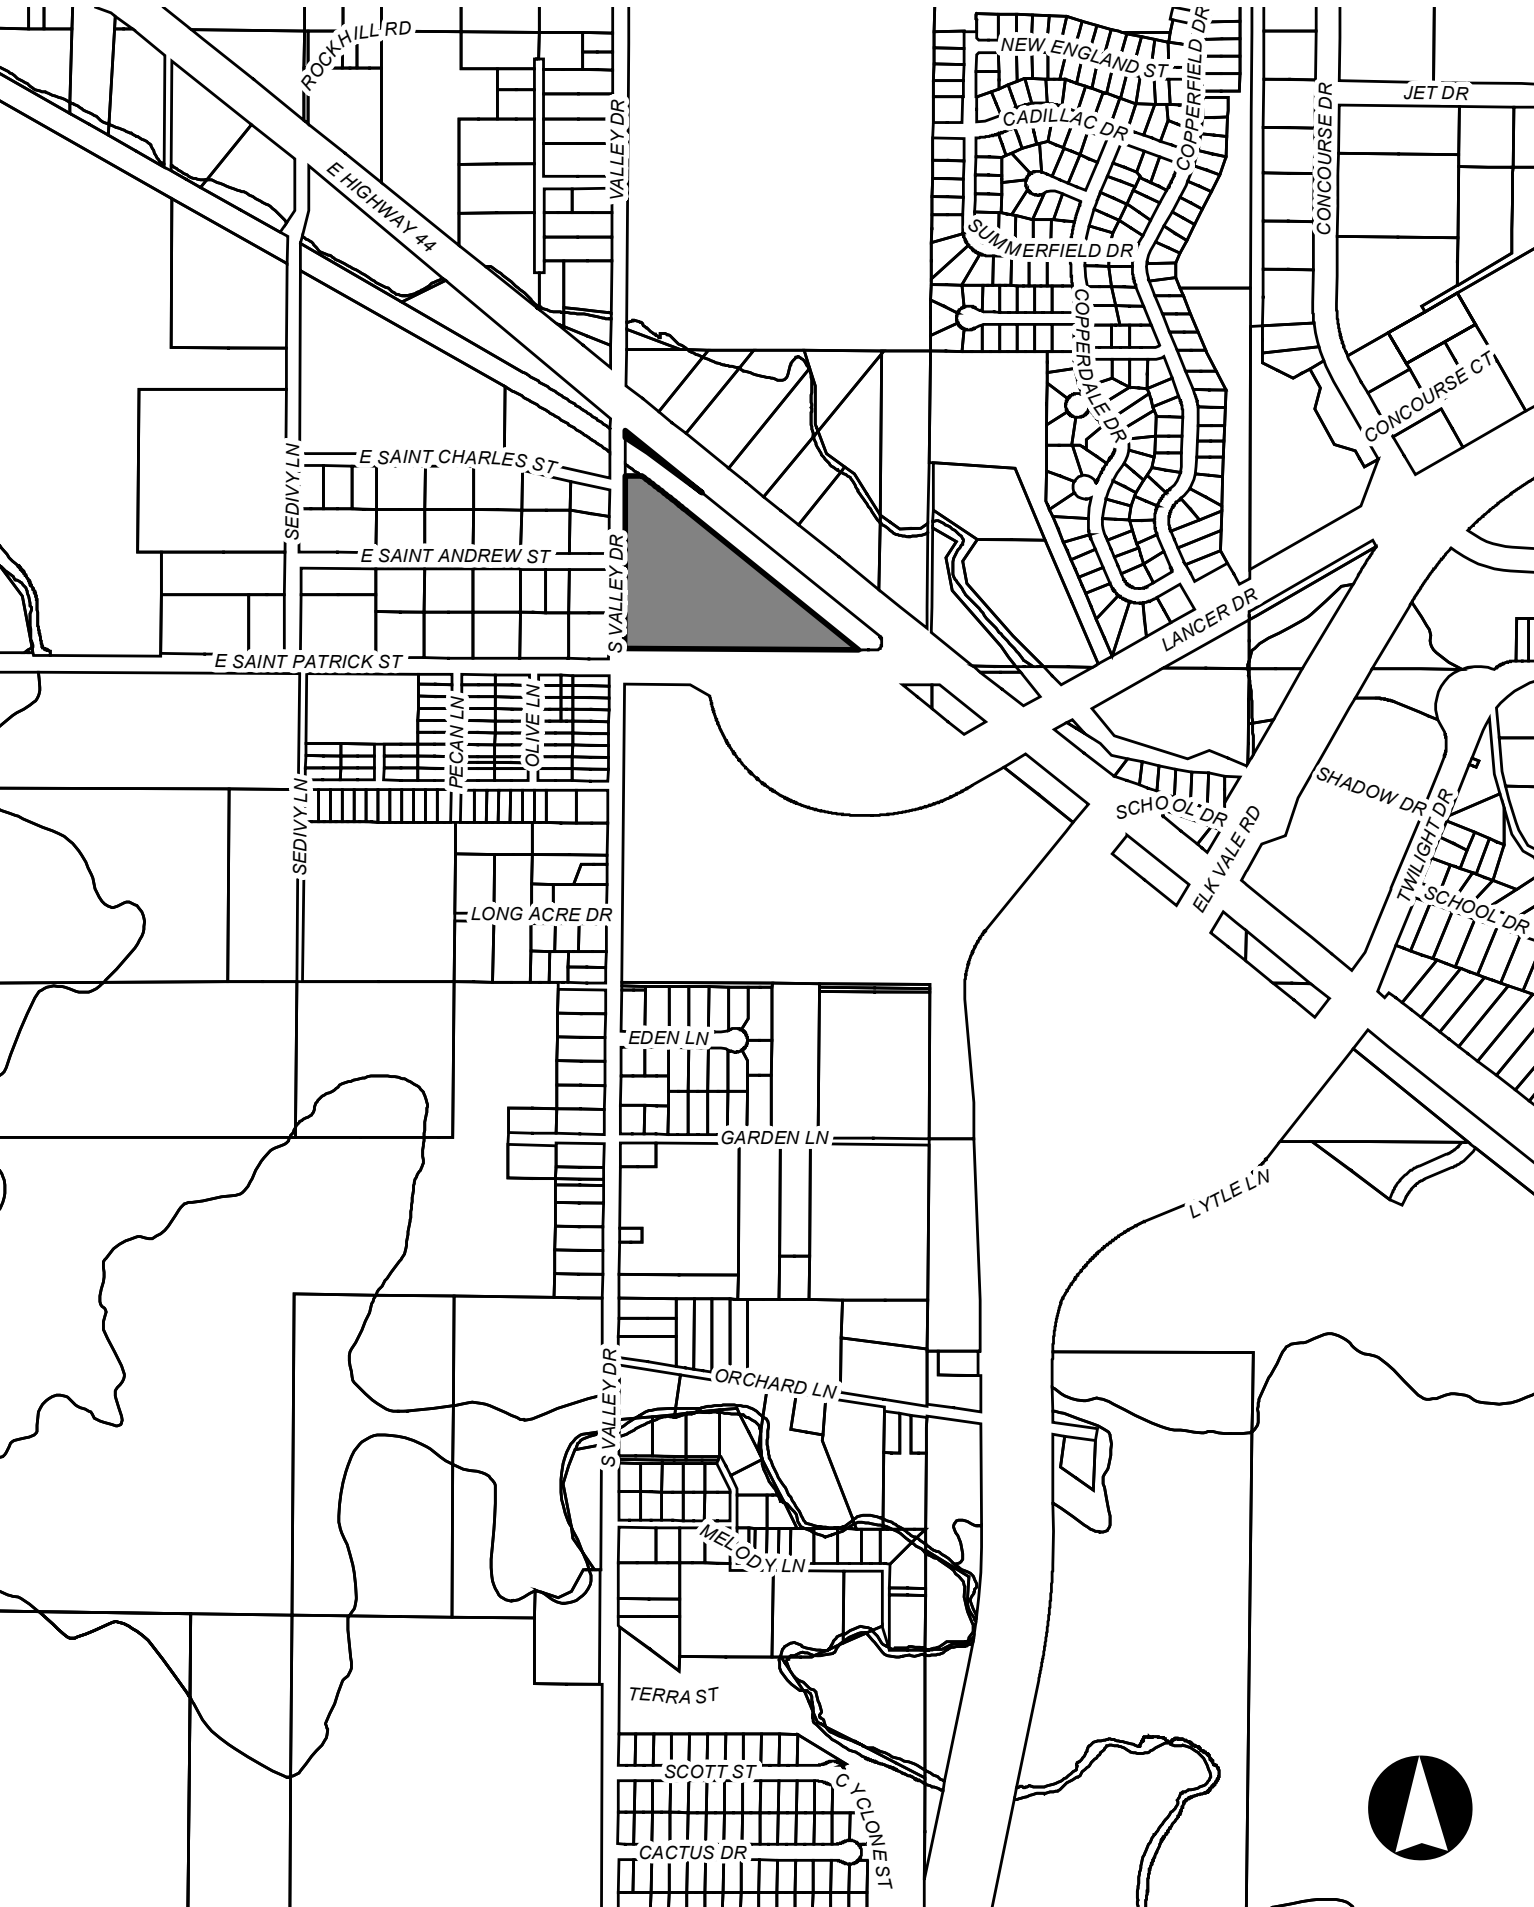 ROCKHILL RD
NEW ENGLAND ST
COPPERFIELD DR
JET DR
CADILLAC DR
CONCOURSE DR
VALLEY DR
E HIGHWAY 44
SUMMERFIELD DR
COPPERDALE DR
CONCOURSE CT
E SAINT CHARLES ST
SEDIVY LN
E SAINT ANDREW ST
S VALLEY DR
LANCER DR
E SAINT PATRICK ST
PECAN LN
OLIVE LN
SEDIVY LN
SHADOW DR
SCHOOL DR
TWILIGHT DR
ELK VALE RD
SCHOOL DR
LONG ACRE DR
EDEN LN
GARDEN LN
LYTLE LN
ORCHARD LN
S VALLEY DR
MELODY LN
TERRA ST
SCOTT ST
CYCLONE ST
CACTUS DR